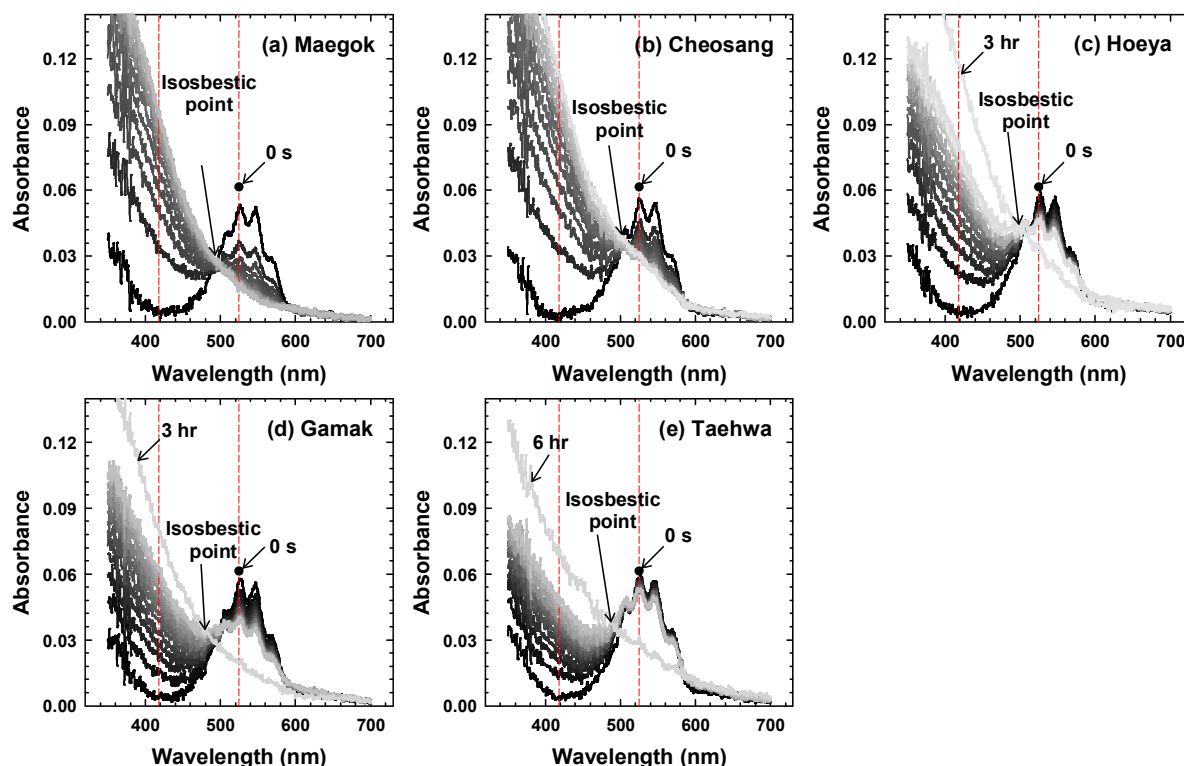 (a) Maegok
Isosbestic
point
0 s
0.12
0.09
0.06
0.03
0.00
Absorbance
400 500 600 700
Wavelength (nm)
(b) Cheosang
Isosbestic
point
0 s
0.12
0.09
0.06
0.03
0.00
Absorbance
400 500 600 700
Wavelength (nm)
(c) Hoeya
3 hr
Isosbestic
point
0 s
0.12
0.09
0.06
0.03
0.00
Absorbance
400 500 600 700
Wavelength (nm)
(d) Gamak
3 hr
Isosbestic
point
0 s
0.12
0.09
0.06
0.03
0.00
Absorbance
400 500 600 700
Wavelength (nm)
(e) Taehwa
6 hr
Isosbestic
point
0 s
0.12
0.09
0.06
0.03
0.00
Absorbance
400 500 600 700
Wavelength (nm)